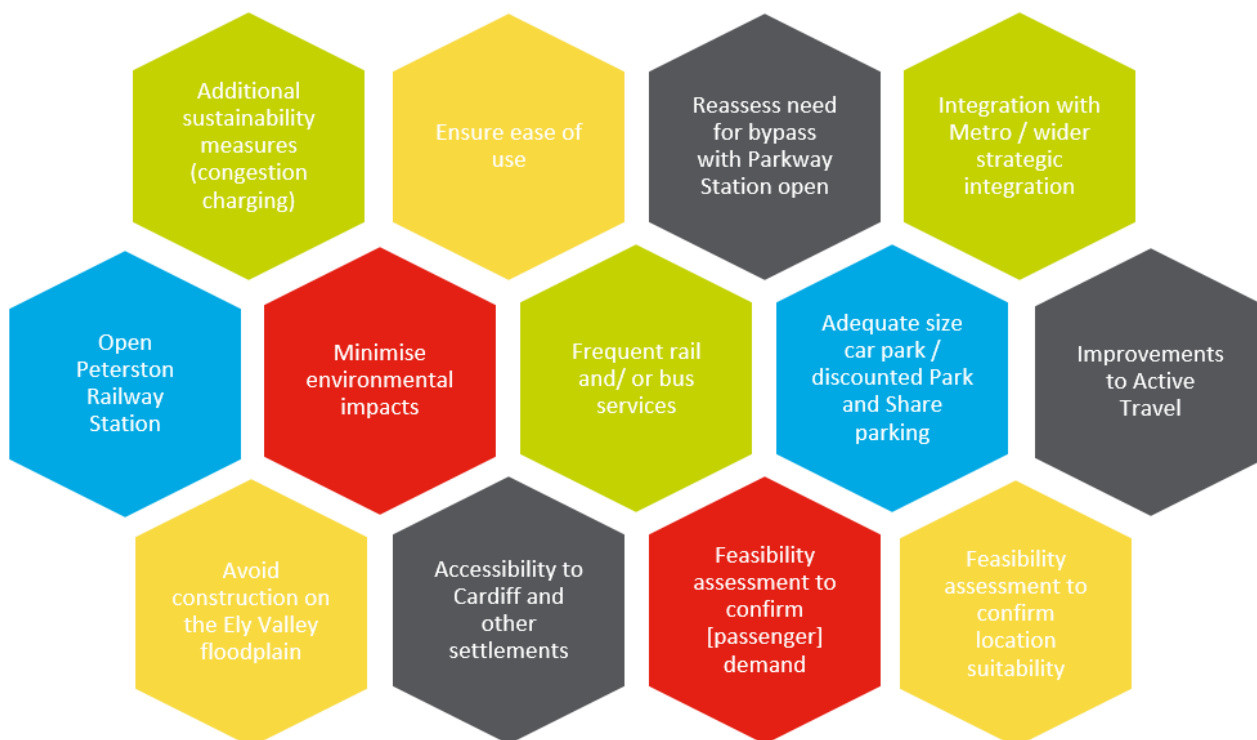 Additional
sustainability
measures
(congestion
charging)
Ensure ease of
use
Reassess need
for bypass
with Parkway
Station open
Integration with
Metro / wider
strategic
integration
Open
Peterston
Railway
Station
Minimise
environmental
impacts
Frequent rail
and/ or bus
services
Adequate size
car park /
discounted Park
and Share
parking
Improvements
to Active
Travel
Avoid
construction on
the Ely Valley
floodplain
Accessibility to
Cardiff and
other
settlements
Feasibility
assessment to
confirm
[passenger]
demand
Feasibility
assessment to
confirm
location
suitability